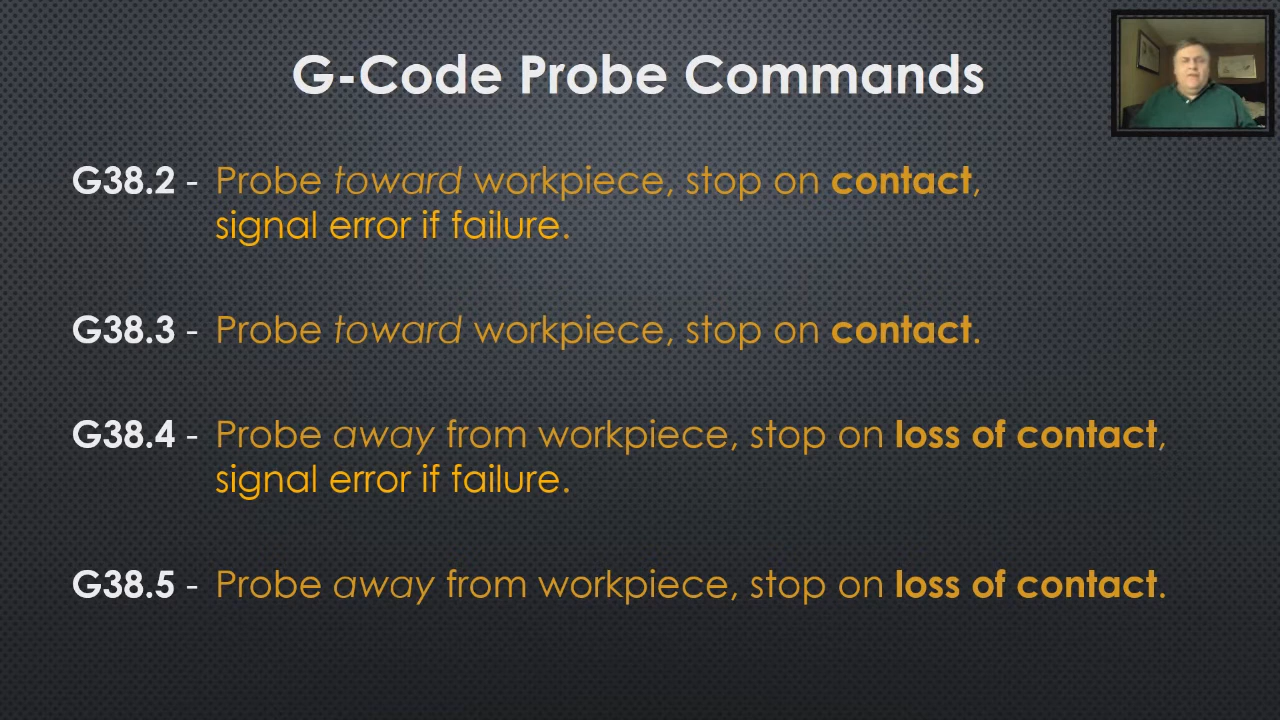 G-Code Probe Commands
G38.2 - Probe toward workpiece, stop on contact,
signal error if failure.
G38.3 - Probe toward workpiece, stop on contact.
G38.4 - Probe away from workpiece, stop on loss of contact,
signal error if failure.
G38.5 - Probe away from workpiece, stop on loss of contact.